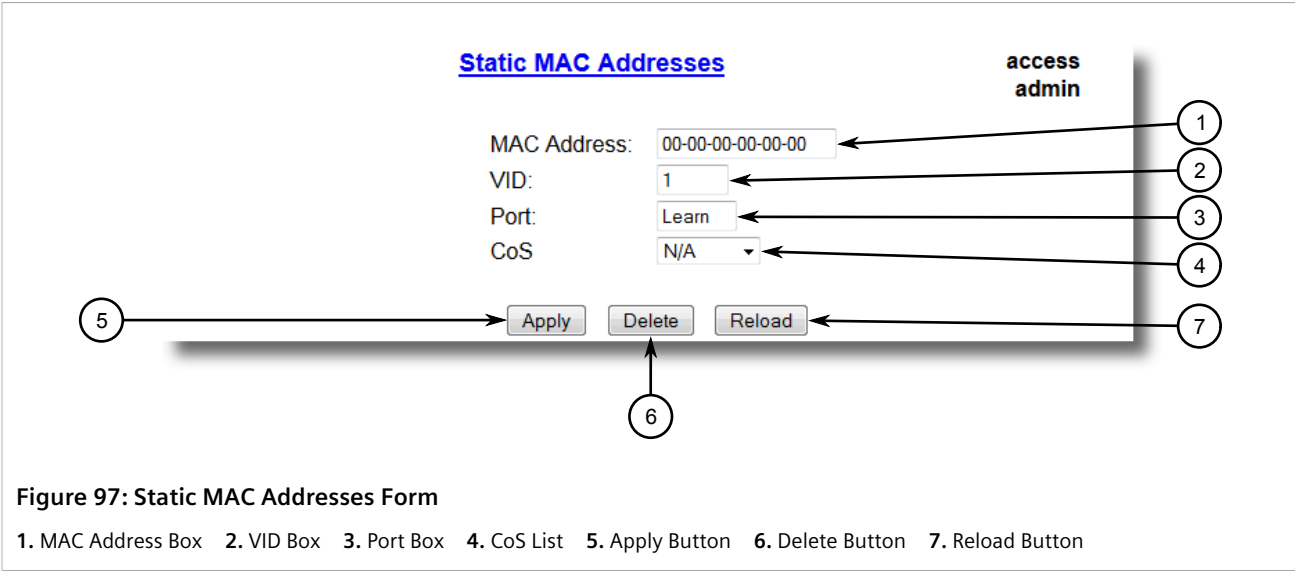 Static MAC Addresses
access
admin
MAC Address: 00-00-00-00-00-00
VID: 1
Port: Learn
CoS N/A
Apply Delete Reload
1
2
3
4
5
7
6
Figure 97: Static MAC Addresses Form
1. MAC Address Box 2. VID Box 3. Port Box 4. CoS List 5. Apply Button 6. Delete Button 7. Reload Button